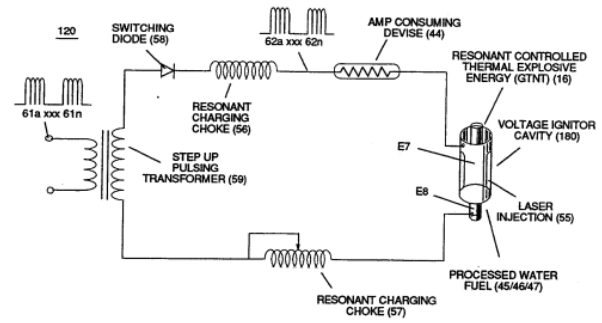 120
SWITCHING
DIODE (58)
62a xxx 62n
AMP CONSUMING
DEVISE (44)
RESONANT CONTROLLED
THERMAL EXPLOSIVE
ENERGY (GTNT) (16)
61a xxx 61n
RESONANT
CHARGING
CHOKE (56)
VOLTAGE IGNITOR
CAVITY (180)
E7
STEP UP
PULSING
TRANSFORMER (59)
E8
LASER
INJECTION (55)
PROCESSED WATER
FUEL (45/46/47)
RESONANT CHARGING
CHOKE (57)